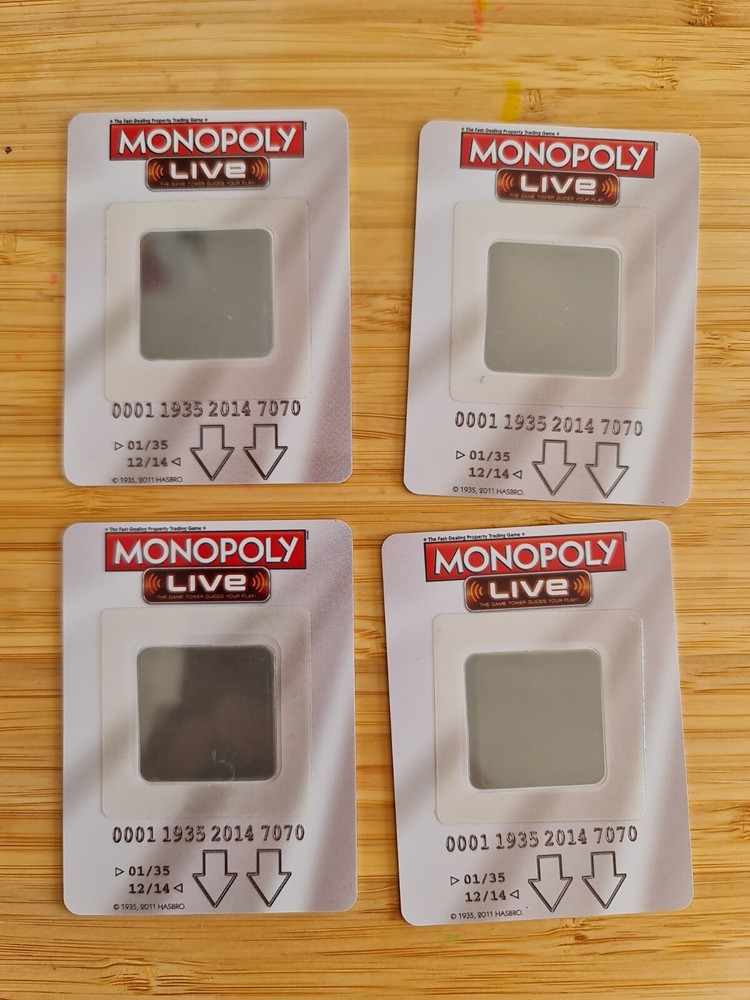 • The Fast-Dealing Property Trading Game •
MONOPOLY
LIVE
THE GAME TOWER GUIDES YOUR PLAY!
0001 1935 2014 7070
▷ 01/35
12/14 ◁
© 1935, 2011 HASBRO.
• The Fast-Dealing Property Trading Game •
MONOPOLY
LIVE
THE GAME TOWER GUIDES YOUR PLAY!
0001 1935 2014 7070
▷ 01/35
12/14 ◁
© 1935, 2011 HASBRO.
• The Fast-Dealing Property Trading Game •
MONOPOLY
LIVE
THE GAME TOWER GUIDES YOUR PLAY!
0001 1935 2014 7070
▷ 01/35
12/14 ◁
© 1935, 2011 HASBRO.
• The Fast-Dealing Property Trading Game •
MONOPOLY
LIVE
THE GAME TOWER GUIDES YOUR PLAY!
0001 1935 2014 7070
▷ 01/35
12/14 ◁
© 1935, 2011 HASBRO.